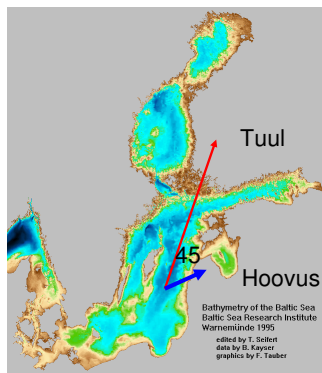 Tuul
45
Hoovus
Bathymetry of the Baltic Sea
Baltic Sea Research Institute
Warnemünde 1995
edited by T. Seifert
data by B. Kayser
graphics by F. Tauber